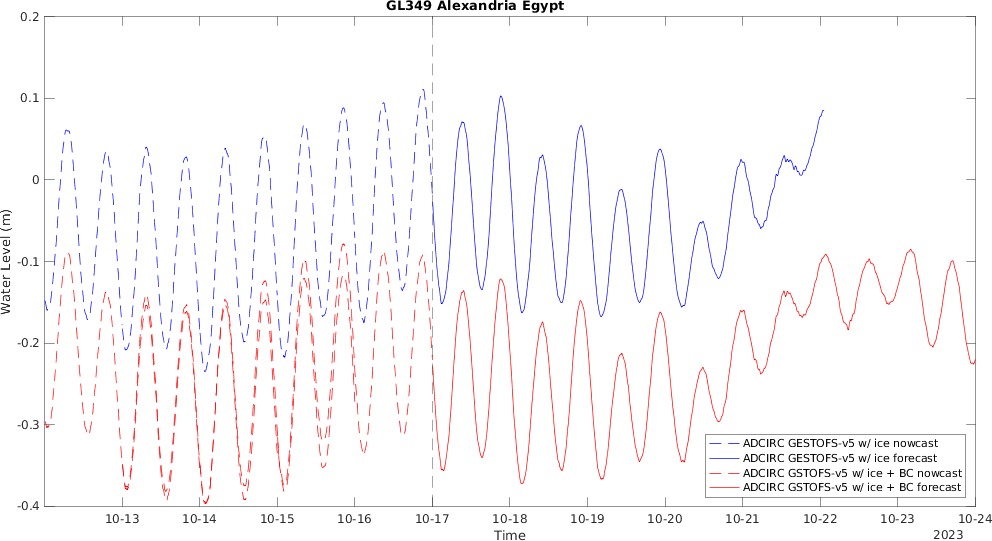 GL349 Alexandria Egypt
Water Level (m)
0.2
0.1
0
-0.1
-0.2
-0.3
-0.4
ADCIRC GESTOFS-v5 w/ ice nowcast
ADCIRC GESTOFS-v5 w/ ice forecast
ADCIRC GSTOFS-v5 w/ ice + BC nowcast
ADCIRC GSTOFS-v5 w/ ice + BC forecast
10-13 10-14 10-15 10-16 10-17 10-18 10-19 10-20 10-21 10-22 10-23 10-24
Time
2023